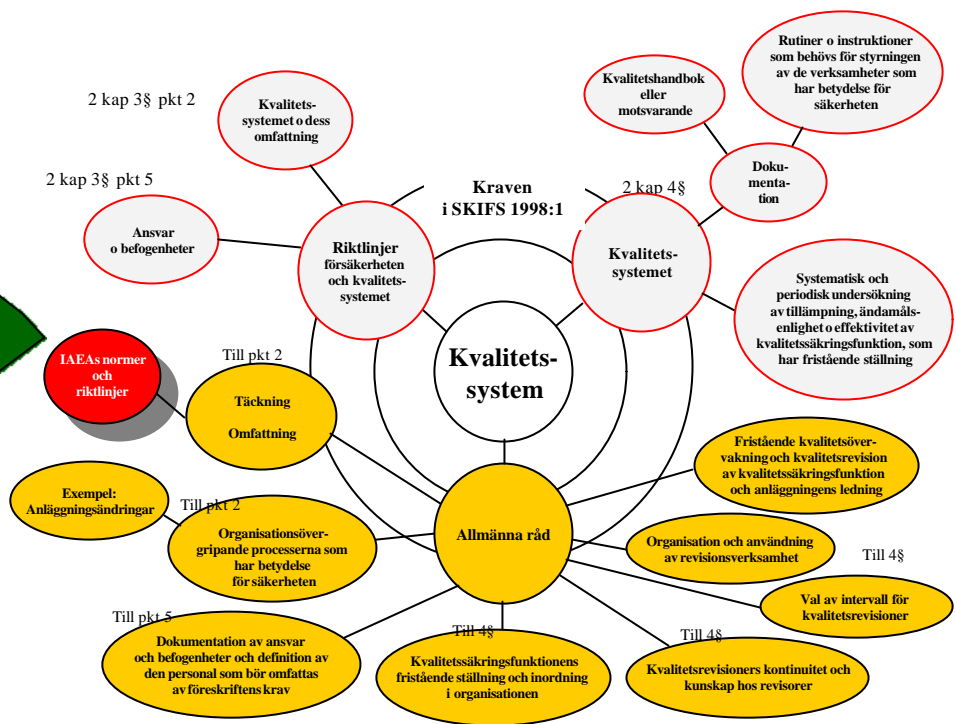 Rutiner o instruktioner
som behövs för styrningen
av de verksamheter som
har betydelse för
säkerheten
Kvalitetshandbok
eller
motsvarande
2 kap 3§ pkt 2
Kvalitets-
systemet o dess
omfattning
Doku-
menta-
tion
2 kap 3§ pkt 5
Kraven
i SKIFS 1998:1
2 kap 4§
Ansvar
o befogenheter
Riktlinjer
försäkerheten
och kvalitets-
systemet
Kvalitets-
systemet
Systematisk och
periodisk undersökning
av tillämpning, ändamåls-
enlighet o effektivitet av
kvalitetssäkringsfunktion, som
har fristående ställning
Kvalitets-
system
IAEAs normer
och
riktlinjer
Till pkt 2
Täckning
Omfattning
Fristående kvalitetsöver-
vakning och kvalitetsrevision
av kvalitetssäkringsfunktion
och anläggningens ledning
Exempel:
Anläggningsändringar
Till pkt 2
Organisationsöver-
gripande processerna som
har betydelse
för säkerheten
Allmänna råd
Organisation och användning
av revisionsverksamhet
Till 4§
Val av intervall för
kvalitetsrevisioner
Till pkt 5
Dokumentation av ansvar
och befogenheter och definition av
den personal som bör omfattas
av föreskriftens krav
Till 4§
Kvalitetssäkringsfunktionens
fristående ställning och inordning
i organisationen
Till 4§
Kvalitetsrevisioners kontinuitet och
kunskap hos revisorer